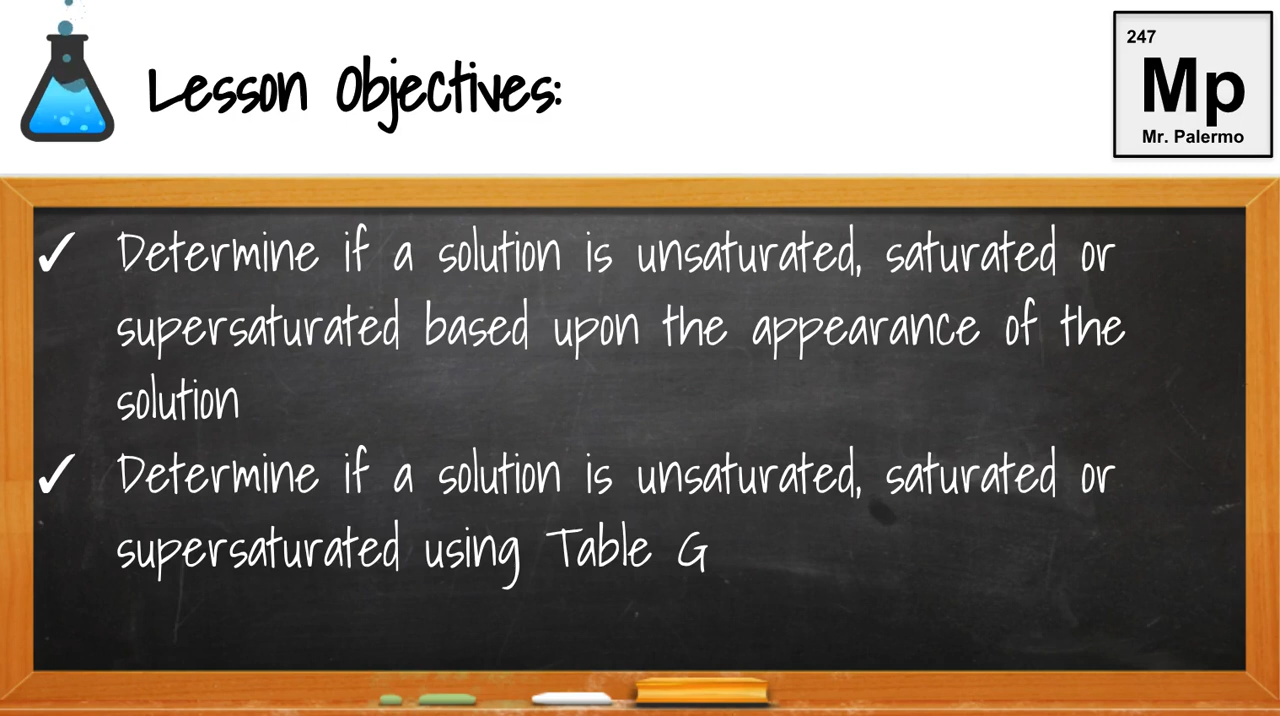 Lesson Objectives:
247
Mp
Mr. Palermo
✓ Determine if a solution is unsaturated, saturated or
supersaturated based upon the appearance of the
solution
✓ Determine if a solution is unsaturated, saturated or
supersaturated using Table G